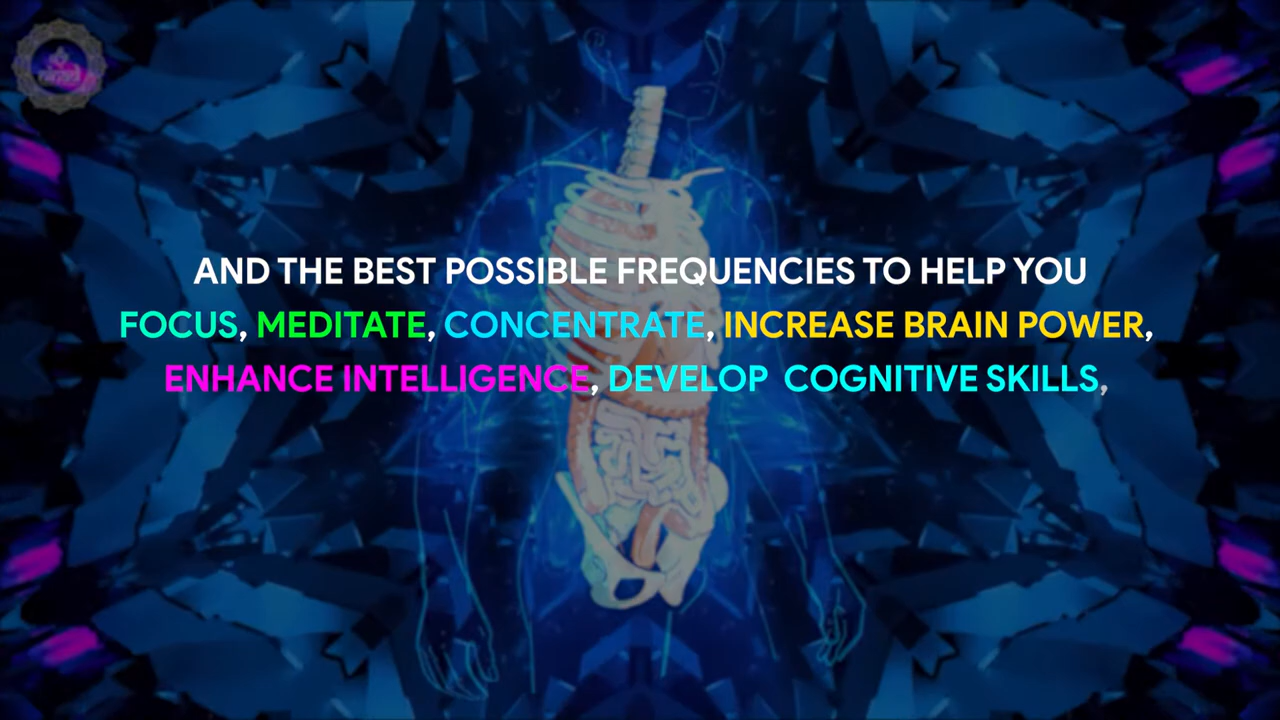 AND THE BEST POSSIBLE FREQUENCIES TO HELP YOU
FOCUS, MEDITATE, CONCENTRATE, INCREASE BRAIN POWER,
ENHANCE INTELLIGENCE, DEVELOP  COGNITIVE SKILLS,